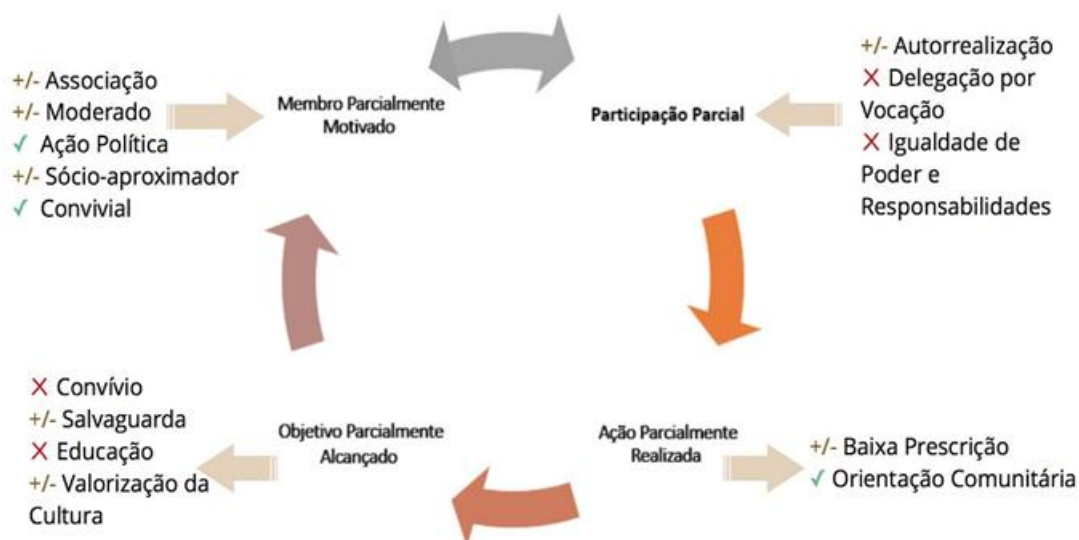 +/- Associação
+/- Moderado
✓ Ação Política
+/- Sócio-aproximador
✓ Convivial
Membro Parcialmente
Motivado
Participação Parcial
+/- Autorrealização
X Delegação por
Vocação
X Igualdade de
Poder e
Responsabilidades
X Convívio
+/- Salvaguarda
X Educação
+/- Valorização da
Cultura
Objetivo Parcialmente
Alcançado
Ação Parcialmente
Realizada
+/- Baixa Prescrição
✓ Orientação Comunitária